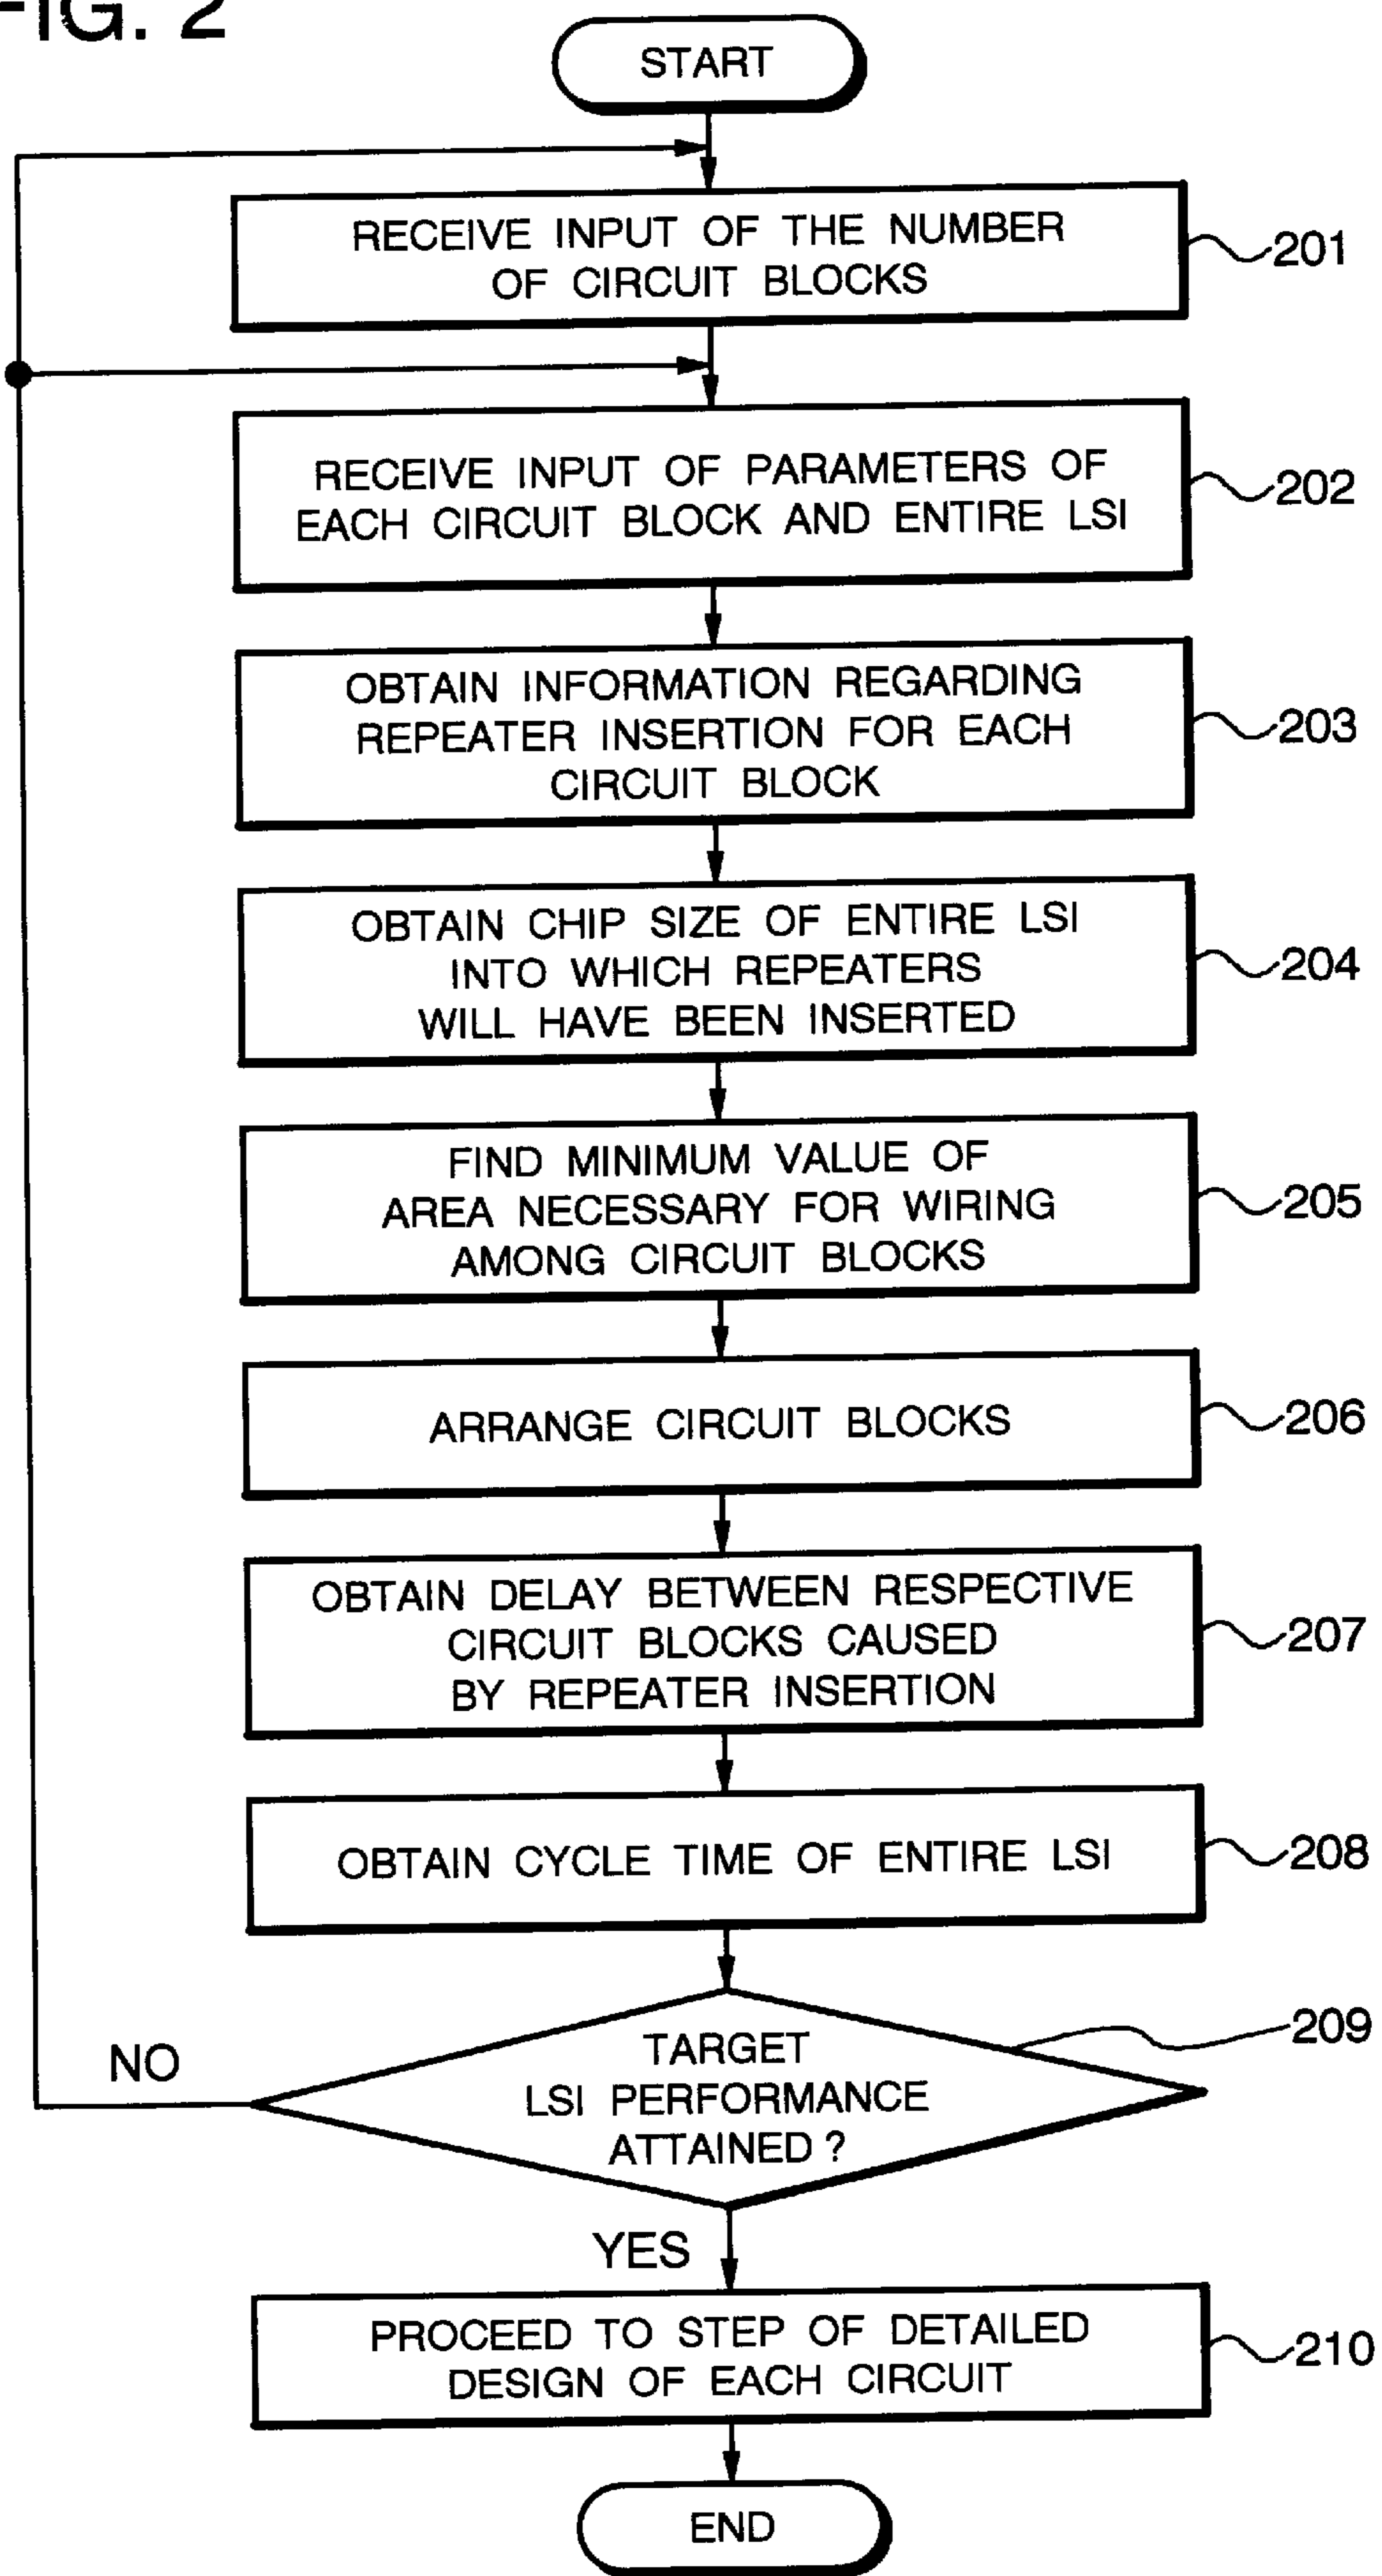 FIG. 2
START
RECEIVE INPUT OF THE NUMBER
OF CIRCUIT BLOCKS
201
RECEIVE INPUT OF PARAMETERS OF
EACH CIRCUIT BLOCK AND ENTIRE LSI
202
OBTAIN INFORMATION REGARDING
REPEATER INSERTION FOR EACH
CIRCUIT BLOCK
203
OBTAIN CHIP SIZE OF ENTIRE LSI
INTO WHICH REPEATERS
WILL HAVE BEEN INSERTED
204
FIND MINIMUM VALUE OF
AREA NECESSARY FOR WIRING
AMONG CIRCUIT BLOCKS
205
ARRANGE CIRCUIT BLOCKS
206
OBTAIN DELAY BETWEEN RESPECTIVE
CIRCUIT BLOCKS CAUSED
BY REPEATER INSERTION
207
OBTAIN CYCLE TIME OF ENTIRE LSI
208
TARGET
LSI PERFORMANCE
ATTAINED ?
209
NO
YES
PROCEED TO STEP OF DETAILED
DESIGN OF EACH CIRCUIT
210
END